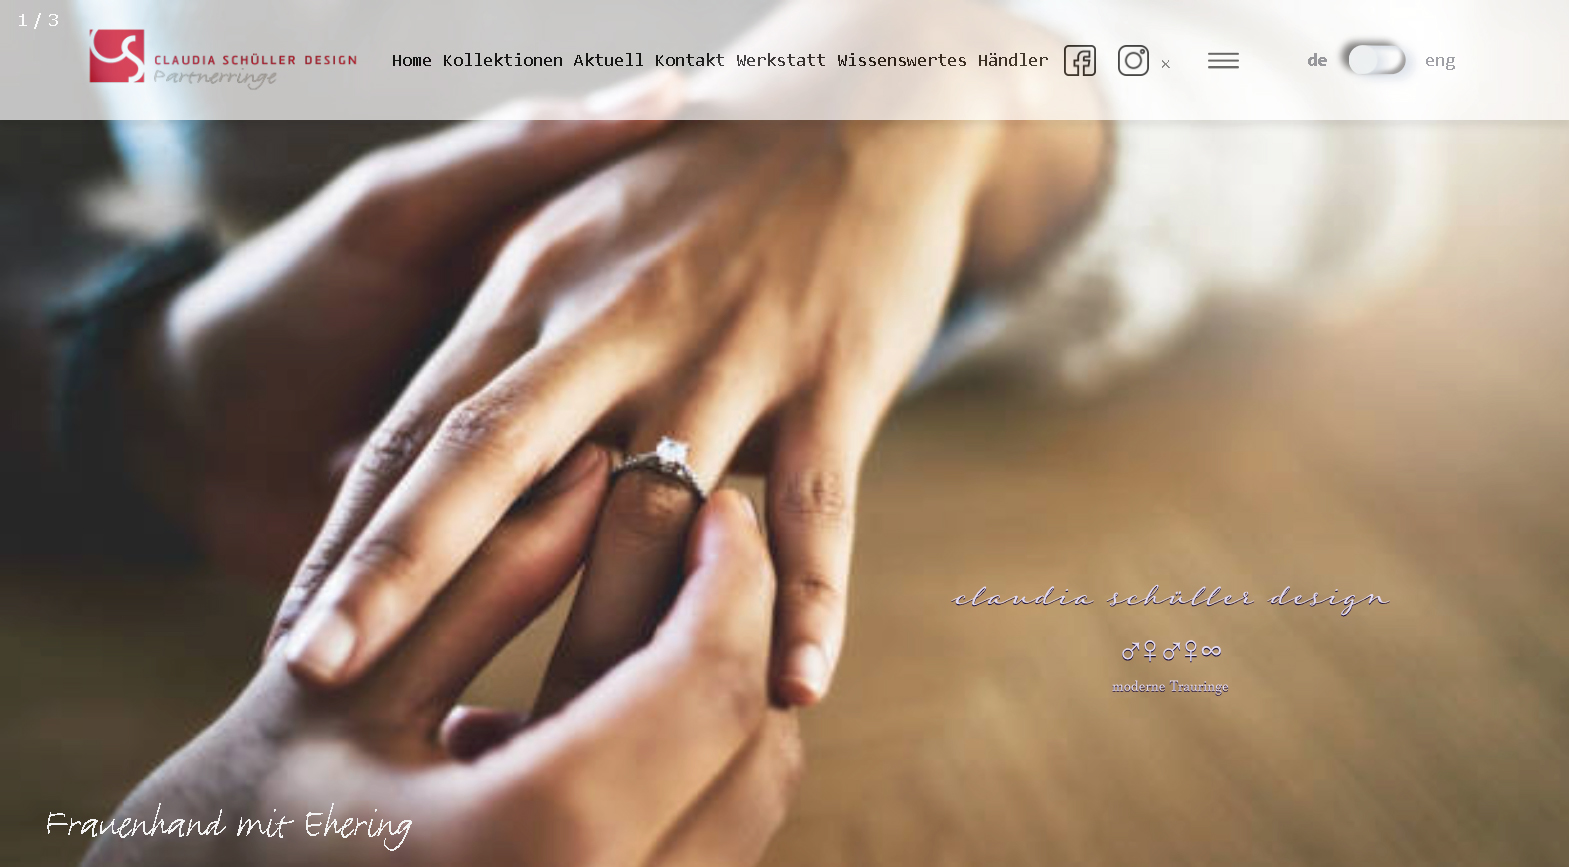 1 / 3
CS CLAUDIA SCHÜLLER DESIGN
Partnerringe
Home Kollektionen Aktuell Kontakt Werkstatt Wissenswertes Händler × de eng
claudia schüller design
♂♀♂♀∞
moderne Trauringe
Frauenhand mit Ehering